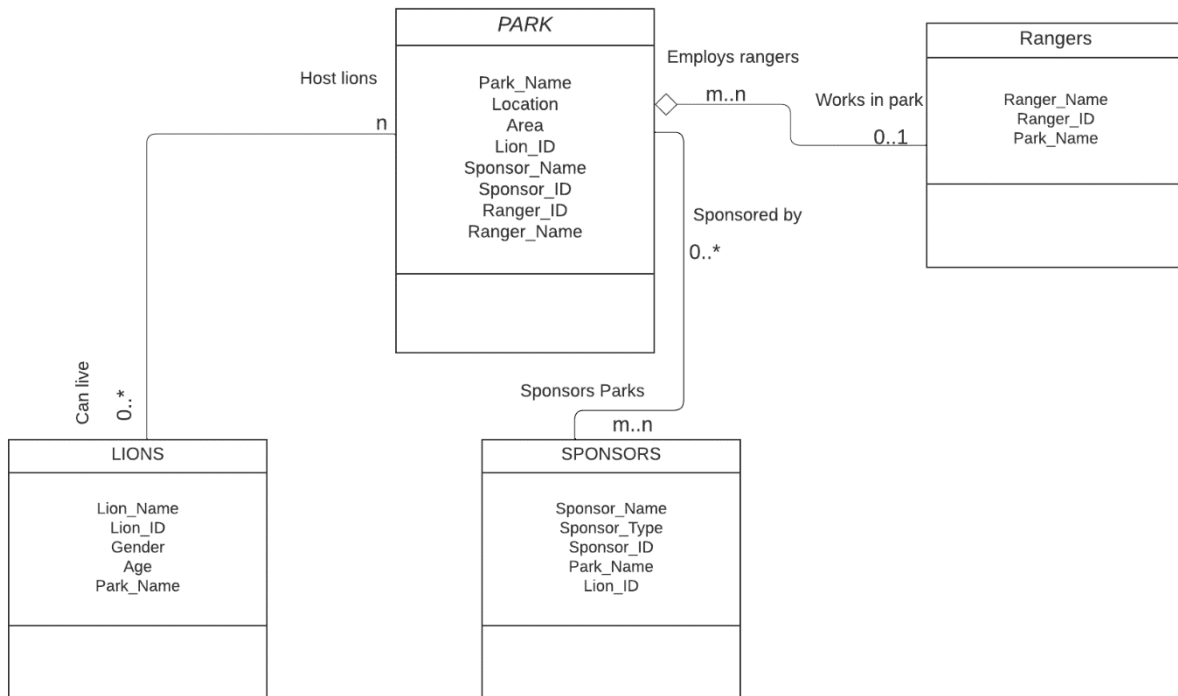 PARK
Park_Name
Location
Area
Lion_ID
Sponsor_Name
Sponsor_ID
Ranger_ID
Ranger_Name
Host lions
n
Employs rangers
m..n
Works in park
0..1
Rangers
Ranger_Name
Ranger_ID
Park_Name
Sponsored by
0..*
Sponsors Parks
m..n
Can live
0..*
LIONS
Lion_Name
Lion_ID
Gender
Age
Park_Name
SPONSORS
Sponsor_Name
Sponsor_Type
Sponsor_ID
Park_Name
Lion_ID